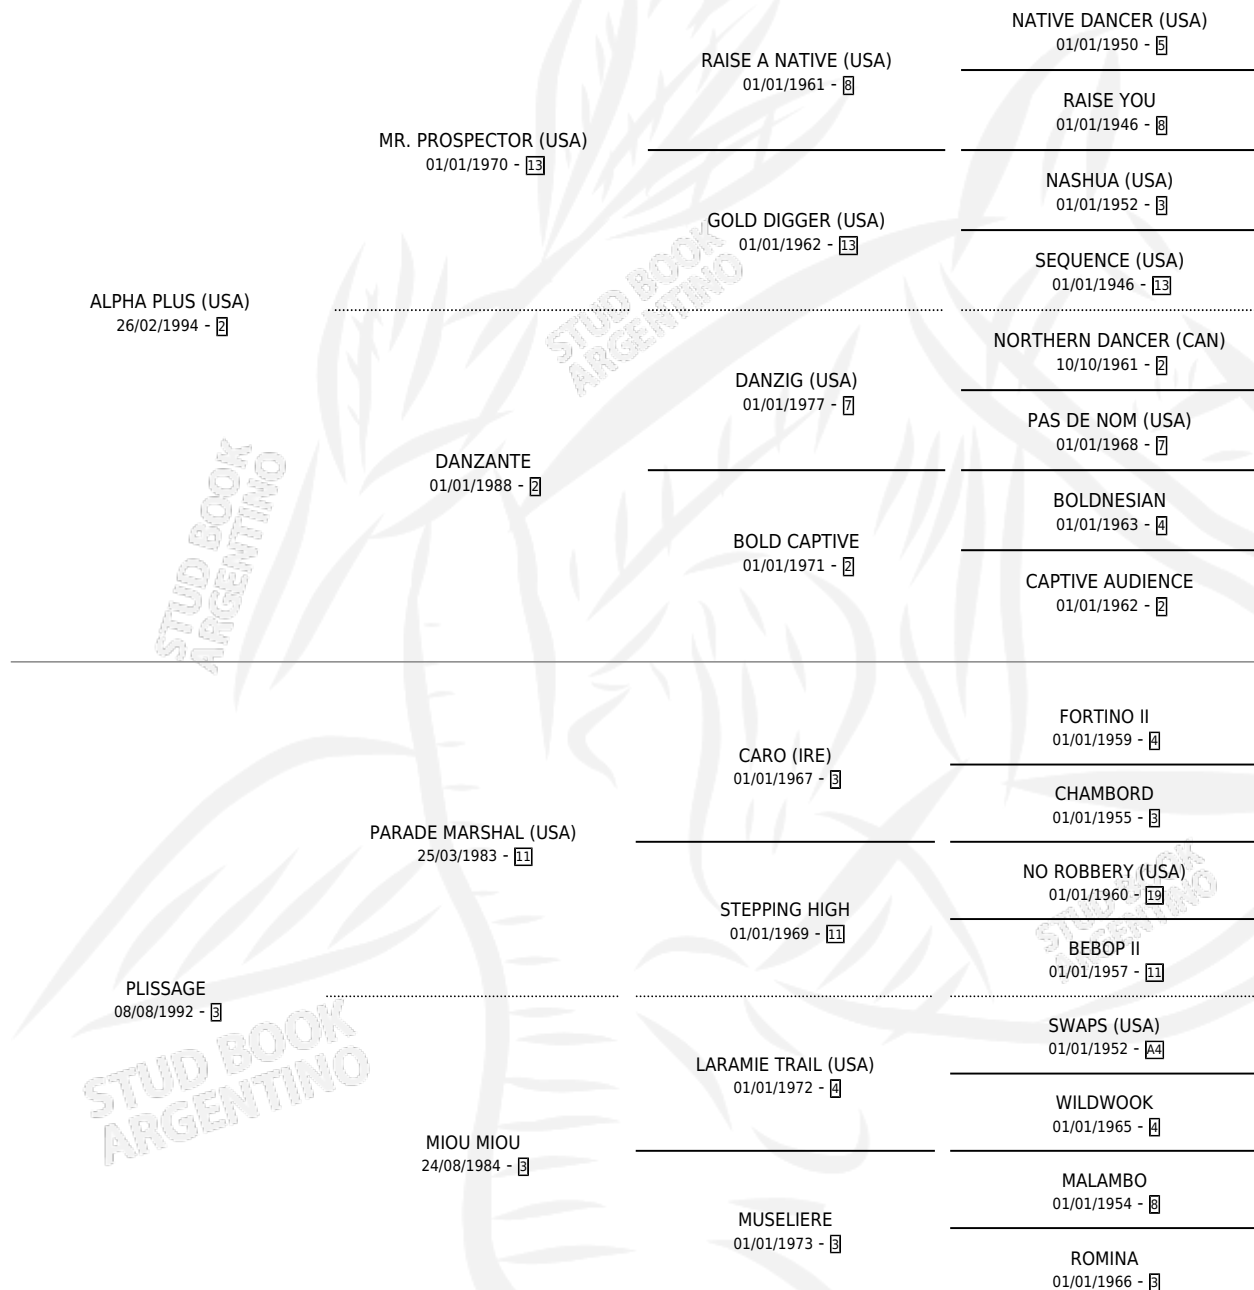 NATIVE DANCER (USA)
01/01/1950 - 5
RAISE A NATIVE (USA)
01/01/1961 - 8
RAISE YOU
01/01/1946 - 8
MR. PROSPECTOR (USA)
01/01/1970 - 13
NASHUA (USA)
01/01/1952 - 3
GOLD DIGGER (USA)
01/01/1962 - 13
SEQUENCE (USA)
01/01/1946 - 13
ALPHA PLUS (USA)
26/02/1994 - 2
STUD BOOK
ARGENTINO
NORTHERN DANCER (CAN)
10/10/1961 - 2
DANZIG (USA)
01/01/1977 - 7
PAS DE NOM (USA)
01/01/1968 - 7
DANZANTE
01/01/1988 - 2
BOLDNESIAN
01/01/1963 - 4
BOLD CAPTIVE
01/01/1971 - 2
CAPTIVE AUDIENCE
01/01/1962 - 2
STUD BOOK
ARGENTINO
FORTINO II
01/01/1959 - 4
CARO (IRE)
01/01/1967 - 3
CHAMBORD
01/01/1955 - 3
PARADE MARSHAL (USA)
25/03/1983 - 11
NO ROBBERY (USA)
01/01/1960 - 19
STEPPING HIGH
01/01/1969 - 11
STUD BOOK
ARGENTINO
BEBOP II
01/01/1957 - 11
PLISSAGE
08/08/1992 - 3
STUD BOOK
ARGENTINO
SWAPS (USA)
01/01/1952 - A4
LARAMIE TRAIL (USA)
01/01/1972 - 4
WILDWOOK
01/01/1965 - 4
MIOU MIOU
24/08/1984 - 3
MALAMBO
01/01/1954 - 8
MUSELIERE
01/01/1973 - 3
ROMINA
01/01/1966 - 3